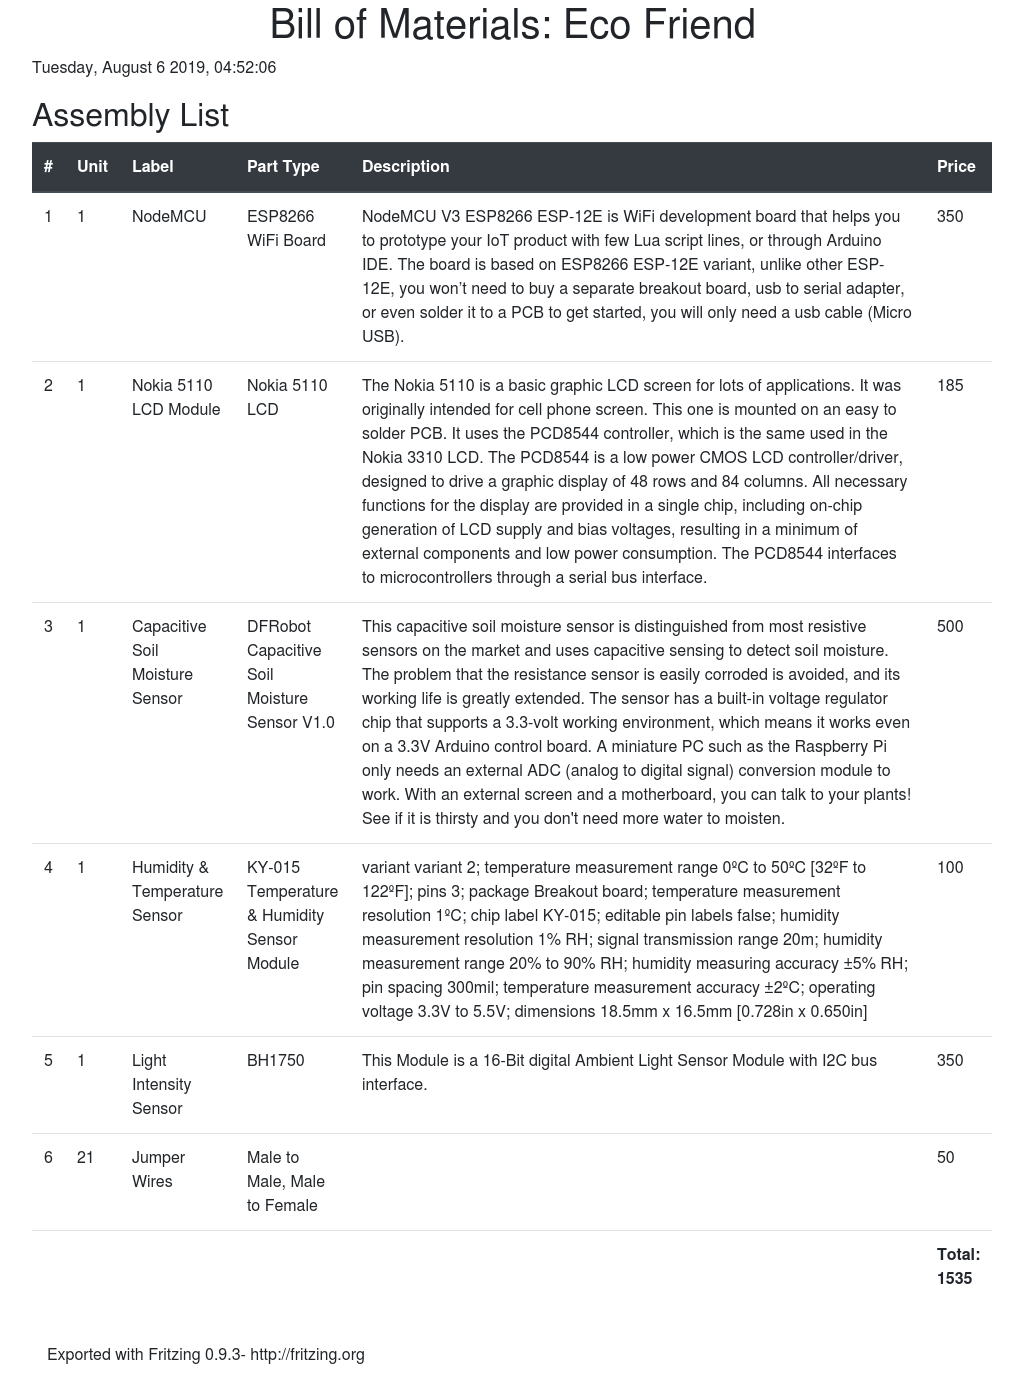 Bill of Materials: Eco Friend
Tuesday, August 6 2019, 04:52:06
Assembly List
# Unit Label Part Type Description Price
1 1 NodeMCU ESP8266 NodeMCU V3 ESP8266 ESP-12E is WiFi development board that helps you 350
WiFi Board to prototype your IoT product with few Lua script lines, or through Arduino
IDE. The board is based on ESP8266 ESP-12E variant, unlike other ESP-
12E, you won’t need to buy a separate breakout board, usb to serial adapter,
or even solder it to a PCB to get started, you will only need a usb cable (Micro
USB).
2 1 Nokia 5110 Nokia 5110 The Nokia 5110 is a basic graphic LCD screen for lots of applications. It was 185
LCD Module LCD originally intended for cell phone screen. This one is mounted on an easy to
solder PCB. It uses the PCD8544 controller, which is the same used in the
Nokia 3310 LCD. The PCD8544 is a low power CMOS LCD controller/driver,
designed to drive a graphic display of 48 rows and 84 columns. All necessary
functions for the display are provided in a single chip, including on-chip
generation of LCD supply and bias voltages, resulting in a minimum of
external components and low power consumption. The PCD8544 interfaces
to microcontrollers through a serial bus interface.
3 1 Capacitive DFRobot This capacitive soil moisture sensor is distinguished from most resistive 500
Soil Capacitive sensors on the market and uses capacitive sensing to detect soil moisture.
Moisture Soil The problem that the resistance sensor is easily corroded is avoided, and its
Sensor Moisture working life is greatly extended. The sensor has a built-in voltage regulator
Sensor V1.0 chip that supports a 3.3-volt working environment, which means it works even
on a 3.3V Arduino control board. A miniature PC such as the Raspberry Pi
only needs an external ADC (analog to digital signal) conversion module to
work. With an external screen and a motherboard, you can talk to your plants!
See if it is thirsty and you don't need more water to moisten.
4 1 Humidity & KY-015 variant variant 2; temperature measurement range 0ºC to 50ºC [32ºF to 100
Temperature Temperature 122ºF]; pins 3; package Breakout board; temperature measurement
Sensor & Humidity resolution 1ºC; chip label KY-015; editable pin labels false; humidity
Sensor measurement resolution 1% RH; signal transmission range 20m; humidity
Module measurement range 20% to 90% RH; humidity measuring accuracy ±5% RH;
pin spacing 300mil; temperature measurement accuracy ±2ºC; operating
voltage 3.3V to 5.5V; dimensions 18.5mm x 16.5mm [0.728in x 0.650in]
5 1 Light BH1750 This Module is a 16-Bit digital Ambient Light Sensor Module with I2C bus 350
Intensity interface.
Sensor
6 21 Jumper Male to 50
Wires Male, Male
to Female
Total:
1535
Exported with Fritzing 0.9.3- http://fritzing.org